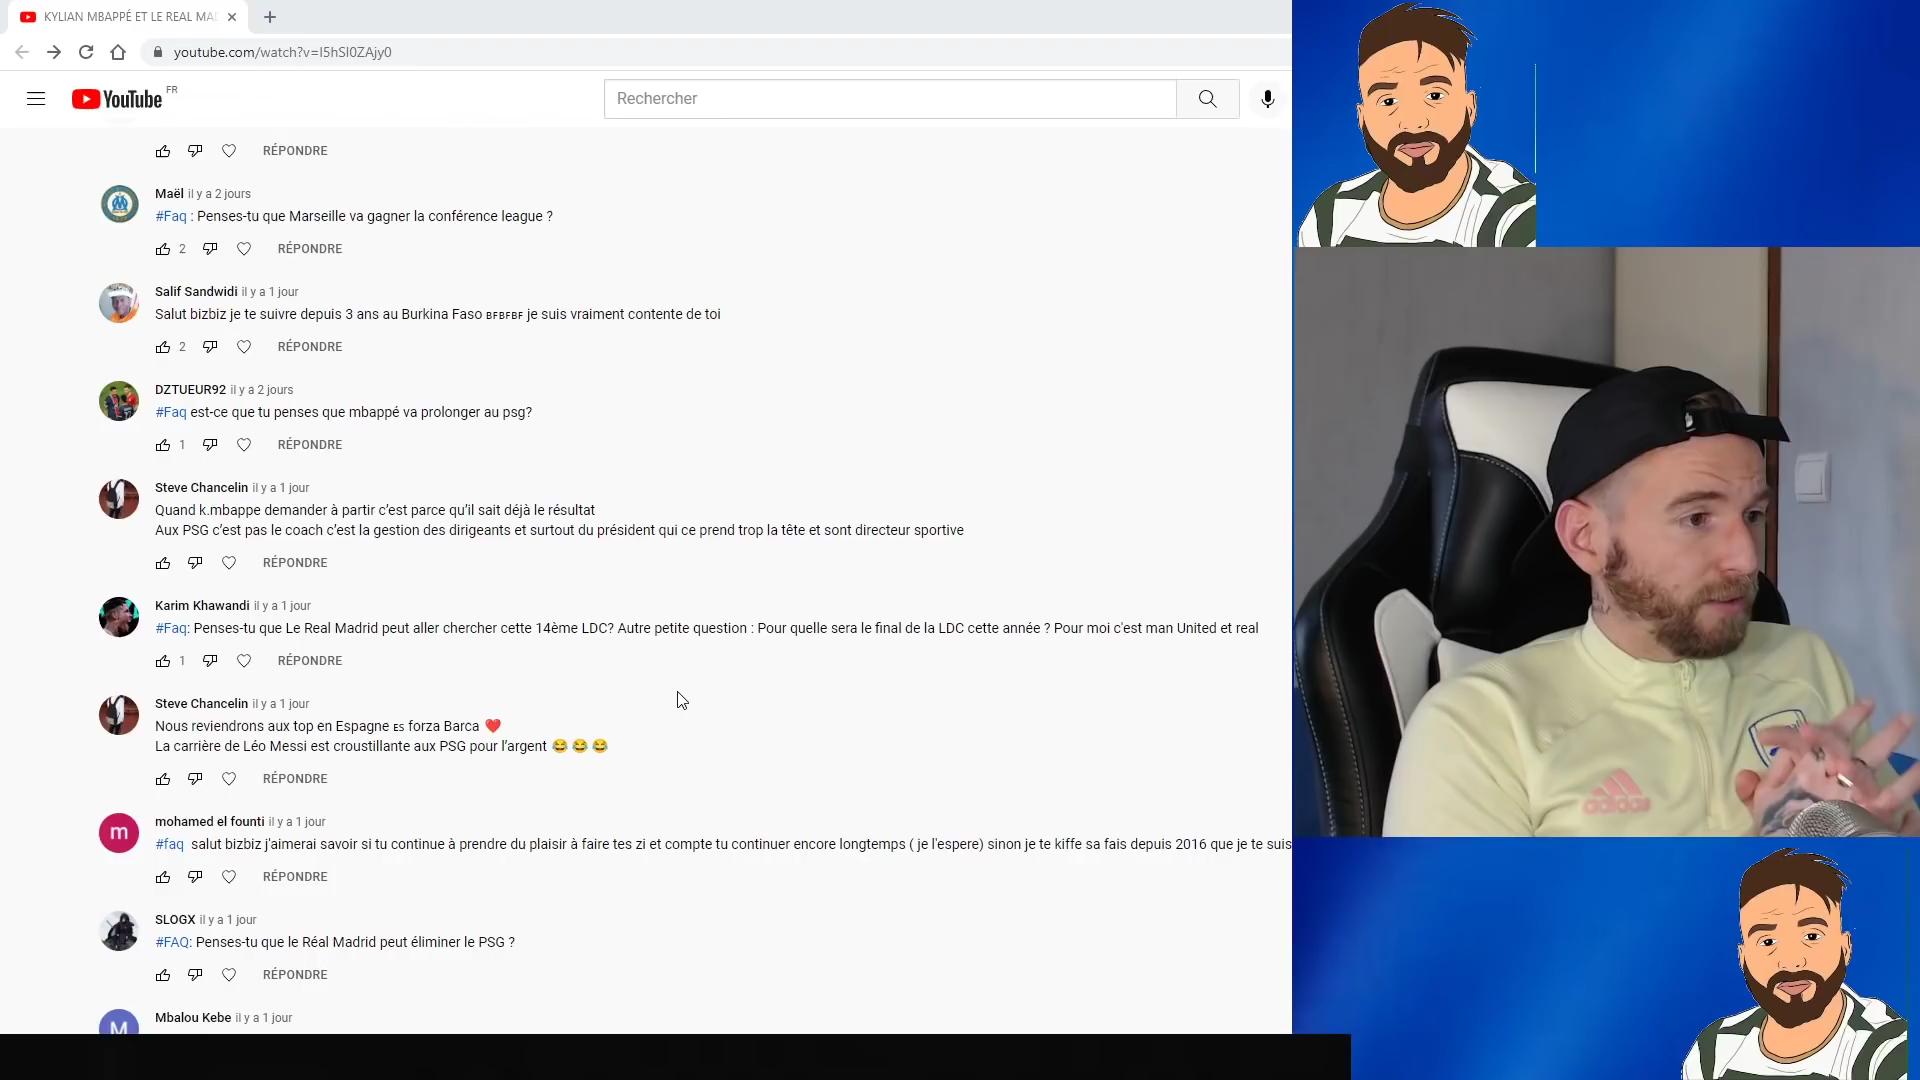 KYLIAN MBAPPÉ ET LE REAL MA
youtube.com/watch?v=I5hSI0ZAjy0
YouTube FR
Rechercher
RÉPONDRE
Maël il y a 2 jours
#Faq : Penses-tu que Marseille va gagner la conférence league ?
2 RÉPONDRE
Salif Sandwidi il y a 1 jour
Salut bizbiz je te suivre depuis 3 ans au Burkina Faso BFBFBF je suis vraiment contente de toi
2 RÉPONDRE
DZTUEUR92 il y a 2 jours
#Faq est-ce que tu penses que mbappé va prolonger au psg?
1 RÉPONDRE
Steve Chancelin il y a 1 jour
Quand k.mbappe demander à partir c’est parce qu’il sait déjà le résultat
Aux PSG c’est pas le coach c’est la gestion des dirigeants et surtout du président qui ce prend trop la tête et sont directeur sportive
RÉPONDRE
Karim Khawandi il y a 1 jour
#Faq: Penses-tu que Le Real Madrid peut aller chercher cette 14ème LDC? Autre petite question : Pour quelle sera le final de la LDC cette année ? Pour moi c'est man United et real
1 RÉPONDRE
Steve Chancelin il y a 1 jour
Nous reviendrons aux top en Espagne ES forza Barca ❤️
La carrière de Léo Messi est croustillante aux PSG pour l’argent 😂 😂 😂
RÉPONDRE
m
mohamed el founti il y a 1 jour
#faq salut bizbiz j'aimerai savoir si tu continue à prendre du plaisir à faire tes zi et compte tu continuer encore longtemps ( je l'espere) sinon je te kiffe sa fais depuis 2016 que je te suis
RÉPONDRE
SLOGX il y a 1 jour
#FAQ: Penses-tu que le Réal Madrid peut éliminer le PSG ?
RÉPONDRE
M
Mbalou Kebe il y a 1 jour
adidas